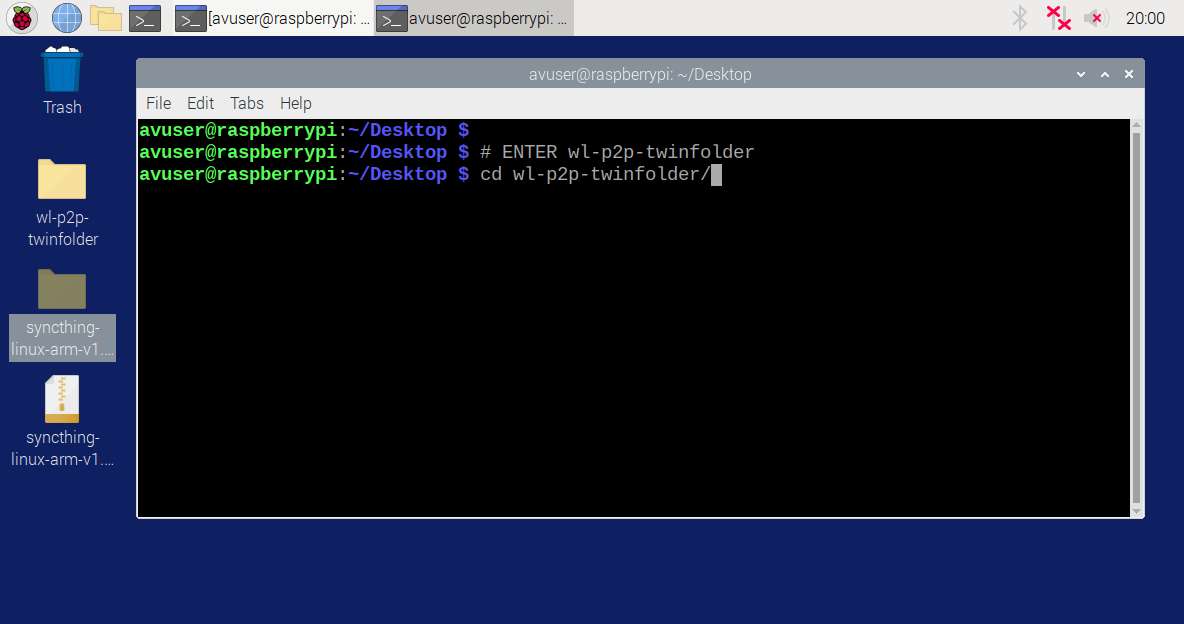 [avuser@raspberrypi: ...
avuser@raspberrypi: ...
20:00
Trash
wl-p2p-
twinfolder
syncthing-
linux-arm-v1....
syncthing-
linux-arm-v1....
avuser@raspberrypi: ~/Desktop
File Edit Tabs Help
avuser@raspberrypi:~/Desktop $
avuser@raspberrypi:~/Desktop $ # ENTER wl-p2p-twinfolder
avuser@raspberrypi:~/Desktop $ cd wl-p2p-twinfolder/